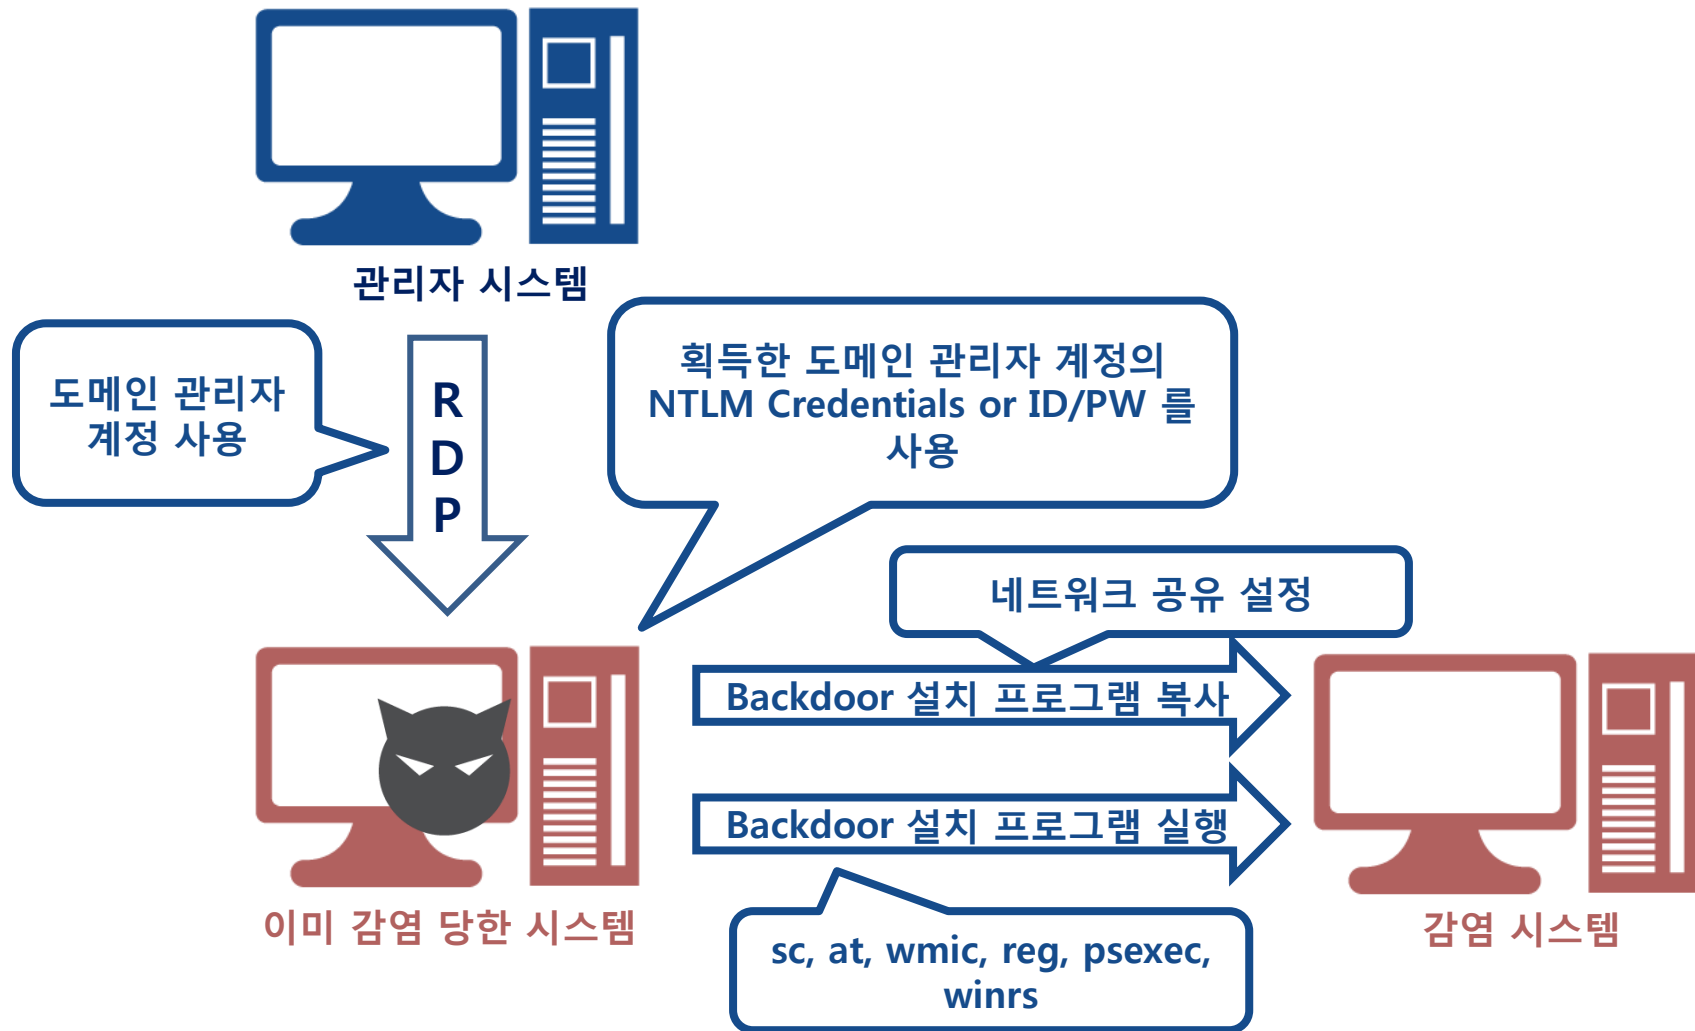 관리자 시스템
도메인 관리자
계정 사용
R
D
P
획득한 도메인 관리자 계정의
NTLM Credentials or ID/PW 를
사용
네트워크 공유 설정
Backdoor 설치 프로그램 복사
Backdoor 설치 프로그램 실행
이미 감염 당한 시스템
sc, at, wmic, reg, psexec,
winrs
감염 시스템